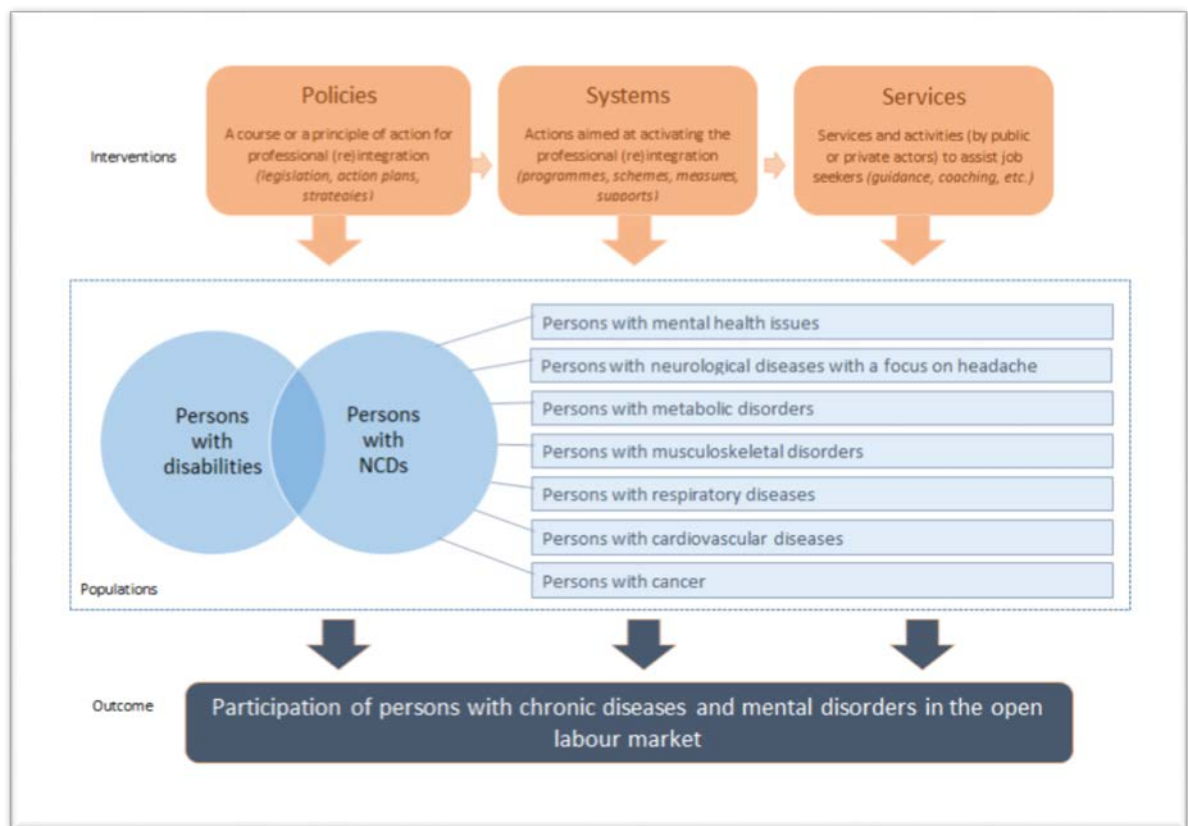 Policies
A course or a principle of action for
professional (re)integration
(legislation, action plans,
strategies)
Systems
Actions aimed at activating the
professional (re)integration
(programmes, schemes, measures,
supports)
Services
Services and activities (by public
or private actors) to assist job
seekers (guidance, coaching, etc.)
Interventions
Persons
with
disabilities
Persons
with
NCDs
Persons with mental health issues
Persons with neurological diseases with a focus on headache
Persons with metabolic disorders
Persons with musculoskeletal disorders
Persons with respiratory diseases
Persons with cardiovascular diseases
Persons with cancer
Populations
Outcome
Participation of persons with chronic diseases and mental disorders in the open
labour market